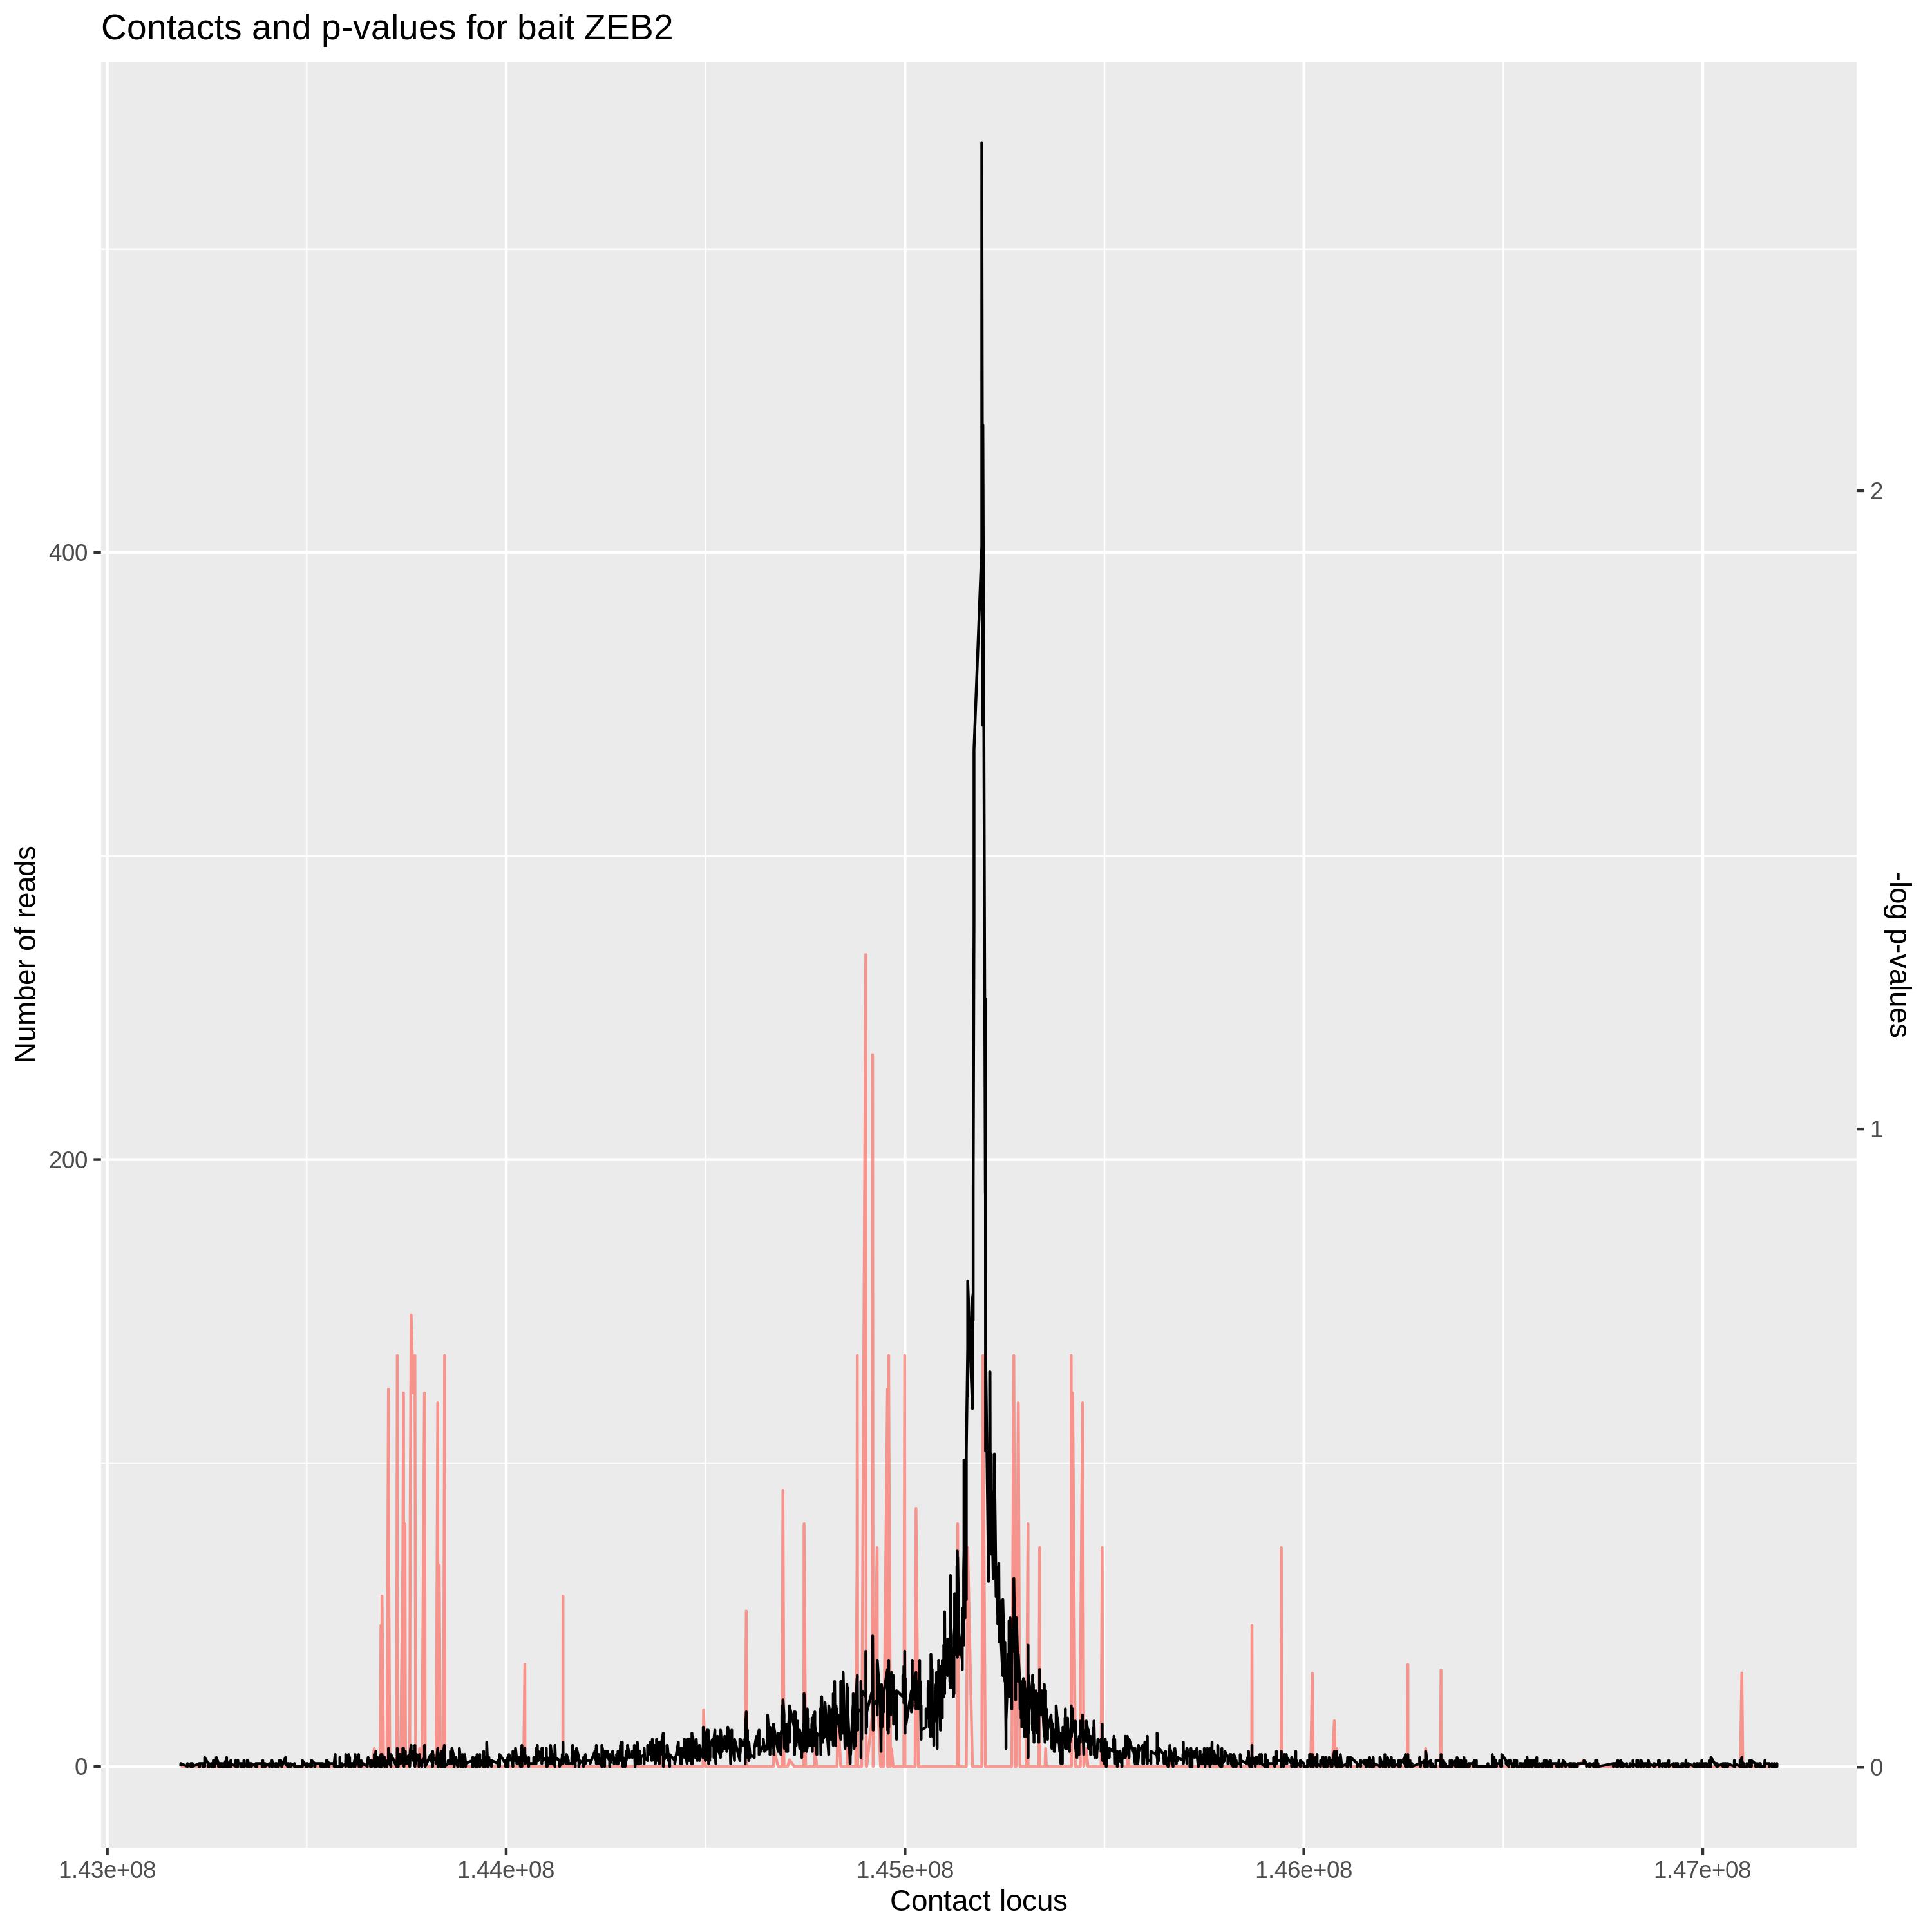 Contacts and p-values for bait ZEB2
Number of reads
400
200
0
2
1
0
-log p-values
1.43e+08 1.44e+08 1.45e+08 1.46e+08 1.47e+08
Contact locus